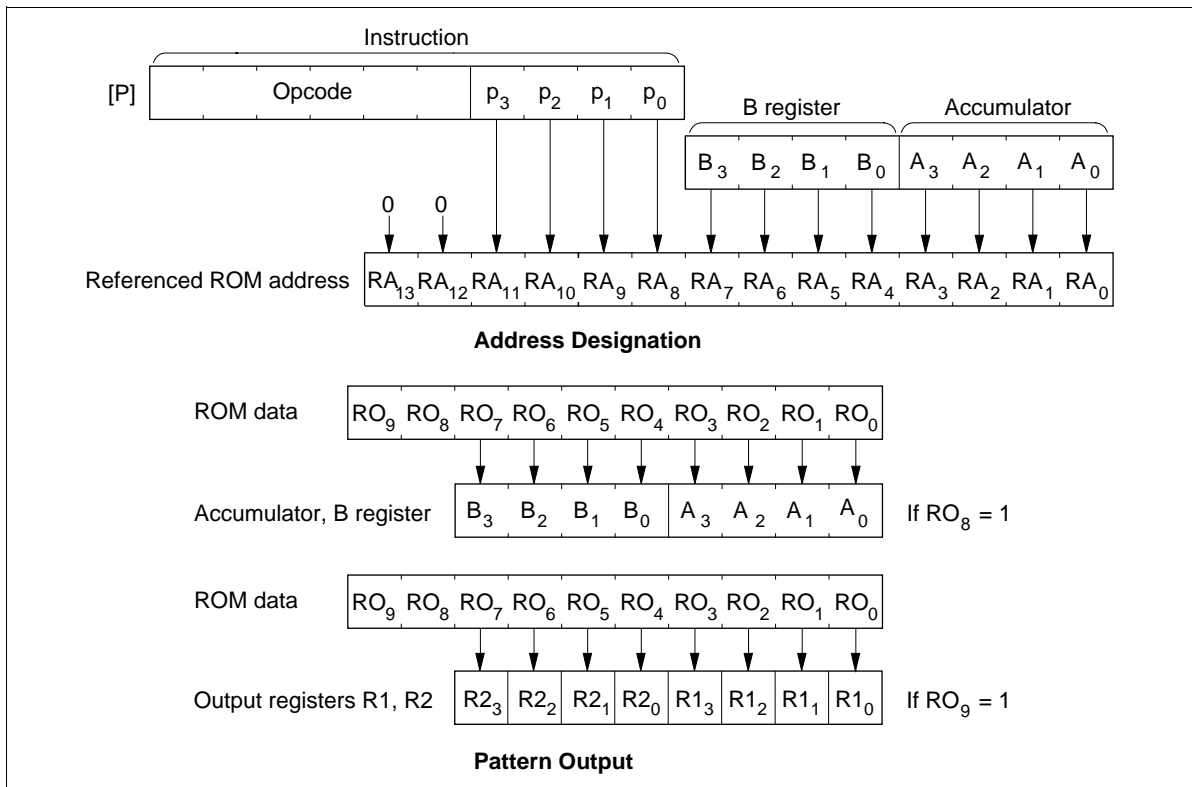 Instruction
[P] Opcode p3 p2 p1 p0
B register Accumulator
B3 B2 B1 B0 A3 A2 A1 A0
0 0
Referenced ROM address RA13 RA12 RA11 RA10 RA9 RA8 RA7 RA6 RA5 RA4 RA3 RA2 RA1 RA0
Address Designation
ROM data RO9 RO8 RO7 RO6 RO5 RO4 RO3 RO2 RO1 RO0
Accumulator, B register B3 B2 B1 B0 A3 A2 A1 A0 If RO8 = 1
ROM data RO9 RO8 RO7 RO6 RO5 RO4 RO3 RO2 RO1 RO0
Output registers R1, R2 R23 R22 R21 R20 R13 R12 R11 R10 If RO9 = 1
Pattern Output